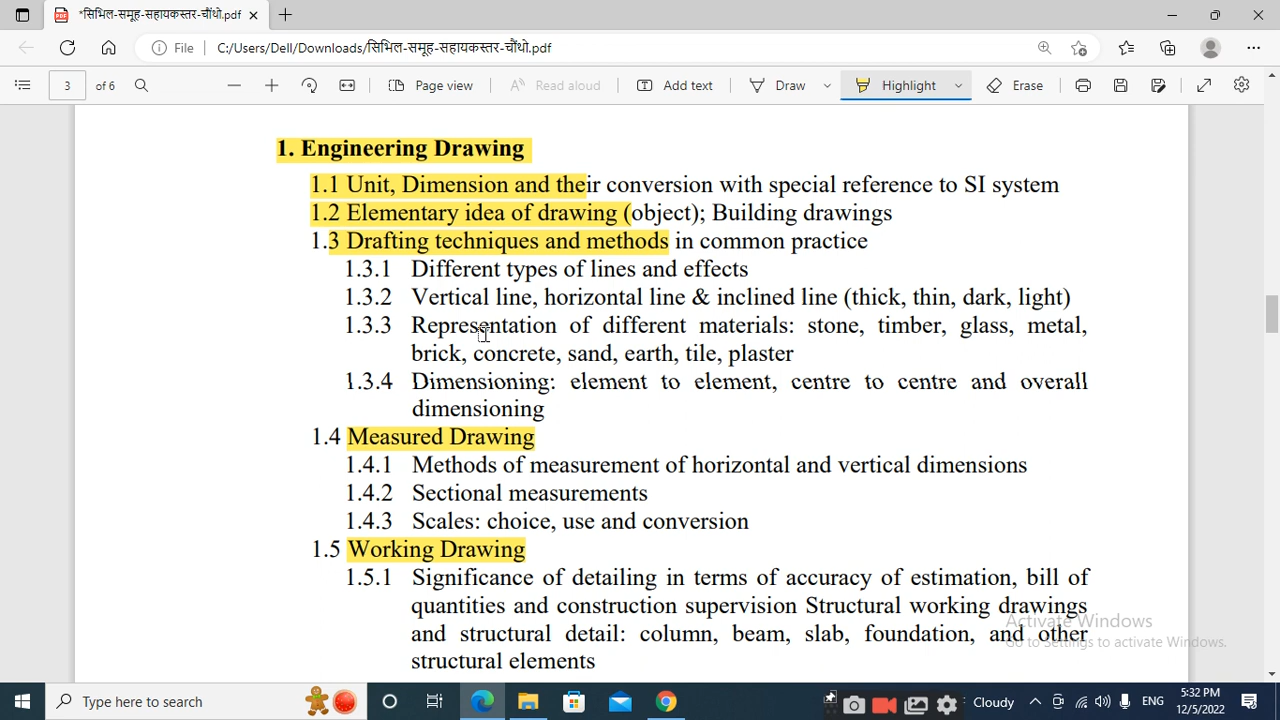 *सिभिल-समूह-सहायकस्तर-चौंथो.pdf
File C:/Users/Dell/Downloads/सिभिल-समूह-सहायकस्तर-चौंथो.pdf
3 of 6 Page view Read aloud Add text Draw Highlight Erase
1. Engineering Drawing
1.1 Unit, Dimension and their conversion with special reference to SI system
1.2 Elementary idea of drawing (object); Building drawings
1.3 Drafting techniques and methods in common practice
1.3.1 Different types of lines and effects
1.3.2 Vertical line, horizontal line & inclined line (thick, thin, dark, light)
1.3.3 Representation of different materials: stone, timber, glass, metal,
brick, concrete, sand, earth, tile, plaster
1.3.4 Dimensioning: element to element, centre to centre and overall
dimensioning
1.4 Measured Drawing
1.4.1 Methods of measurement of horizontal and vertical dimensions
1.4.2 Sectional measurements
1.4.3 Scales: choice, use and conversion
1.5 Working Drawing
1.5.1 Significance of detailing in terms of accuracy of estimation, bill of
quantities and construction supervision Structural working drawings
and structural detail: column, beam, slab, foundation, and other
structural elements
Activate Windows
Go to Settings to activate Windows.
Type here to search Cloudy ENG 5:32 PM
12/5/2022